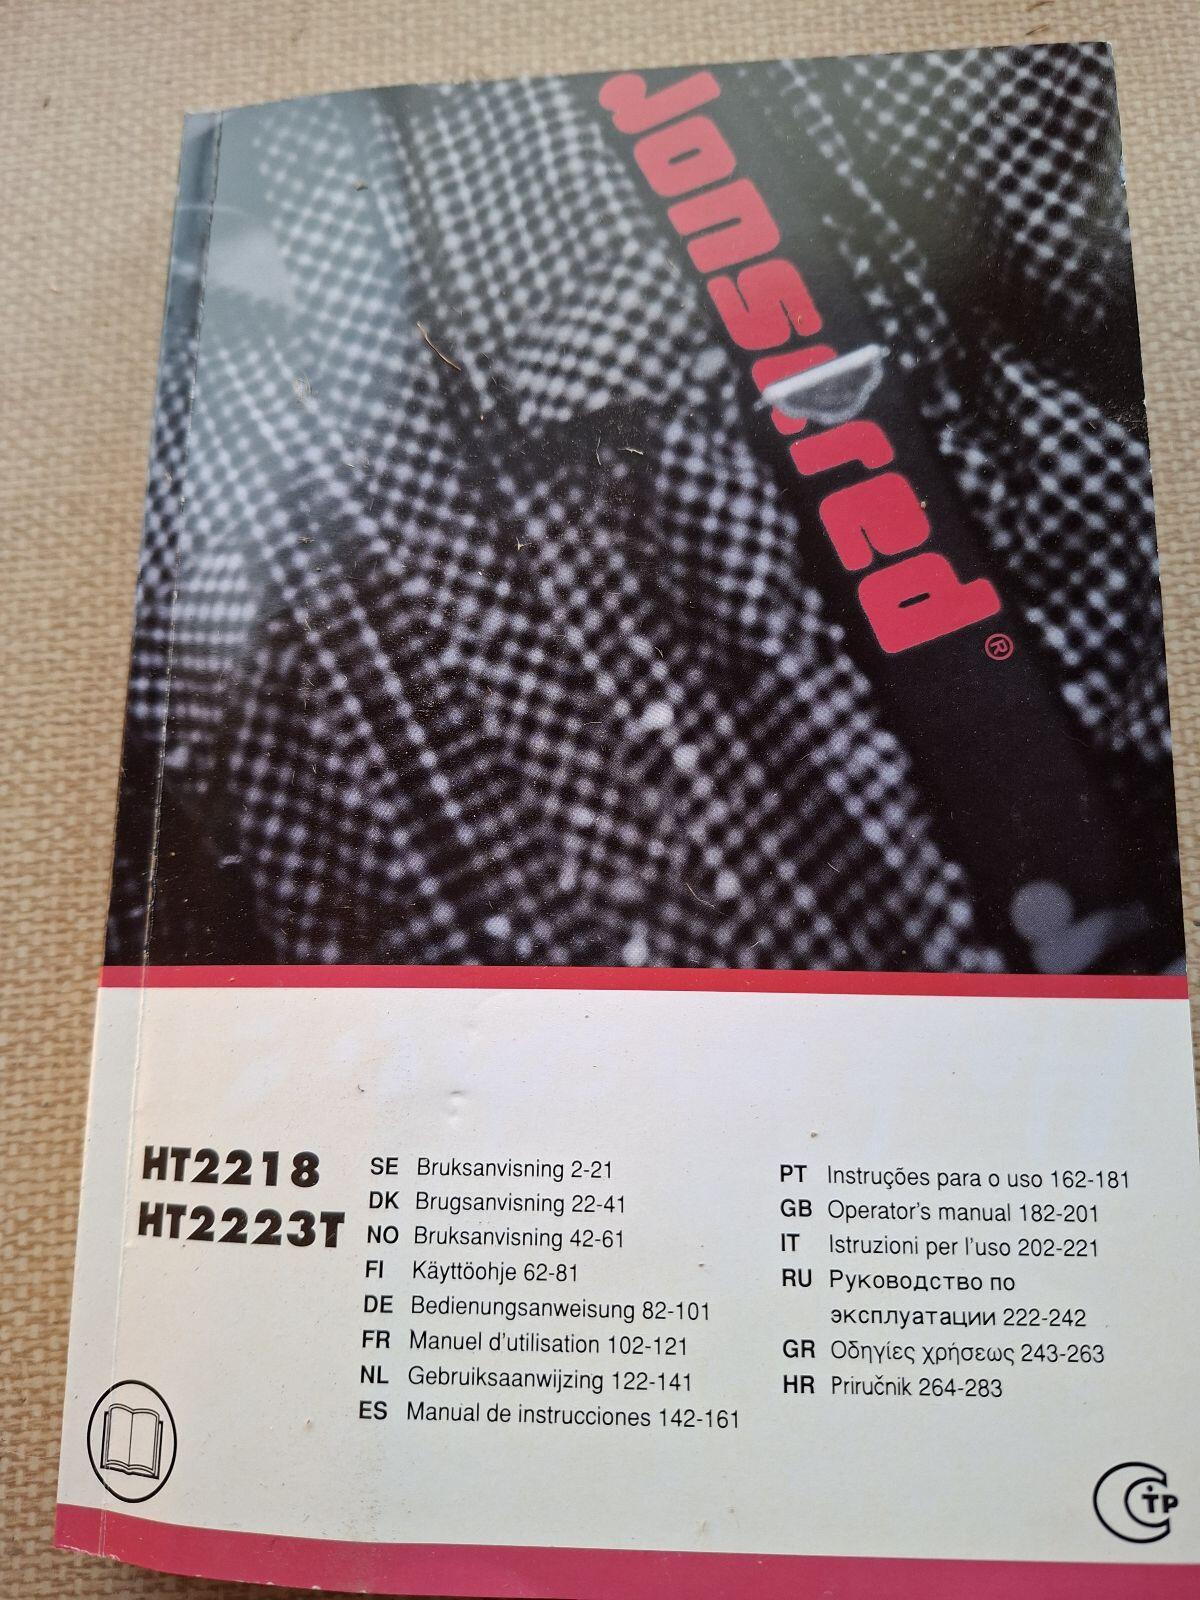 Jonsered®
HT2218
HT2223T
SE Bruksanvisning 2-21
DK Brugsanvisning 22-41
NO Bruksanvisning 42-61
FI Käyttöohje 62-81
DE Bedienungsanweisung 82-101
FR Manuel d'utilisation 102-121
NL Gebruiksaanwijzing 122-141
ES Manual de instrucciones 142-161
PT Instruções para o uso 162-181
GB Operator's manual 182-201
IT Istruzioni per l'uso 202-221
RU Руководство по
эксплуатации 222-242
GR Οδηγίες χρήσεως 243-263
HR Priručnik 264-283
CTP